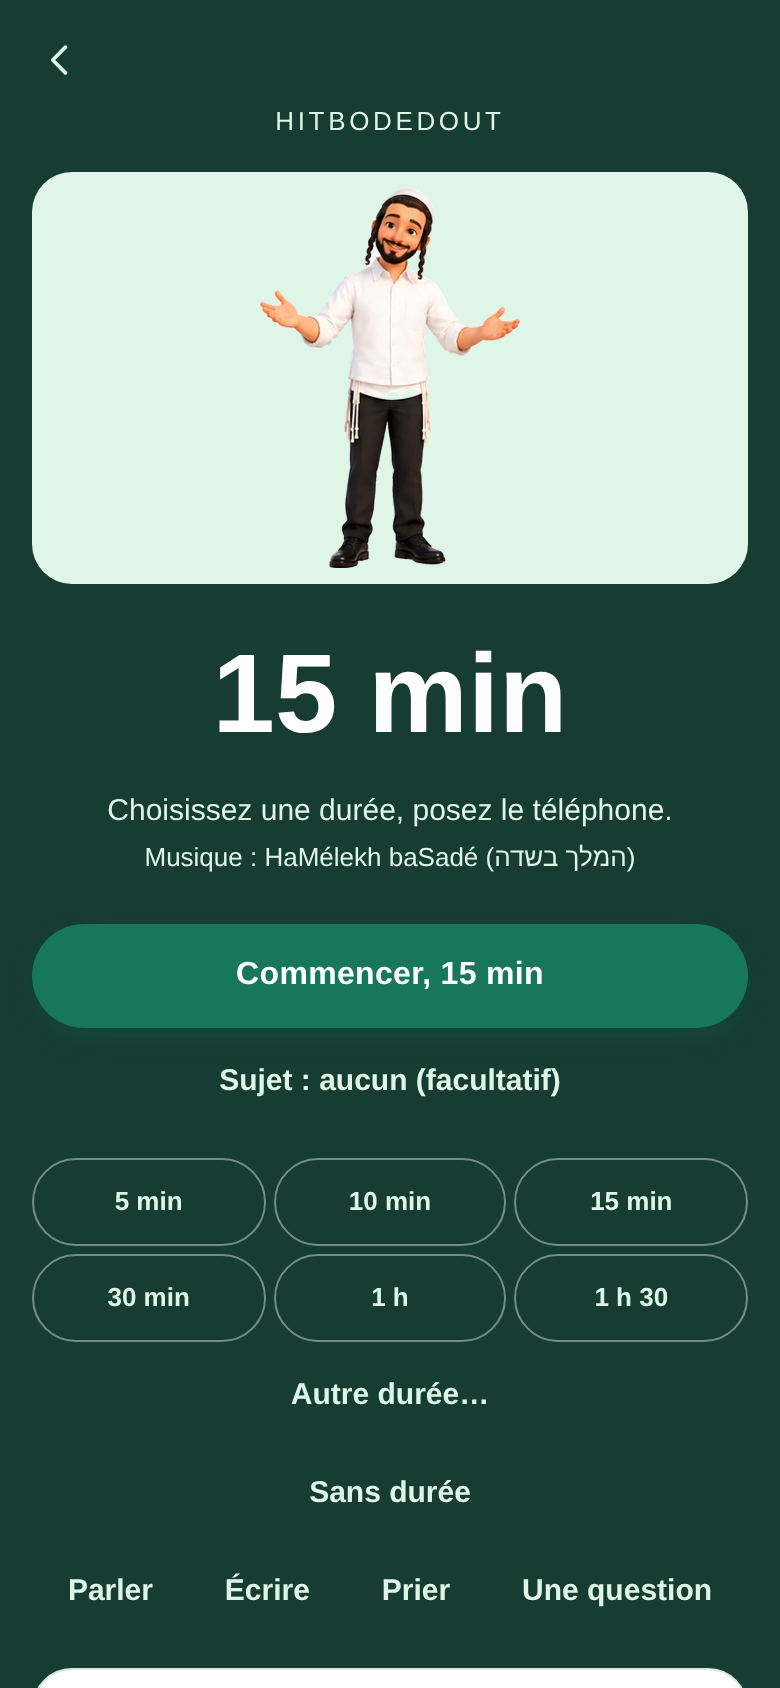 HITBODEDOUT
15 min
Choisissez une durée, posez le téléphone.
Musique : HaMélekh baSadé (המלך בשדה)
Commencer, 15 min
Sujet : aucun (facultatif)
5 min 10 min 15 min
30 min 1 h 1 h 30
Autre durée…
Sans durée
Parler Écrire Prier Une question